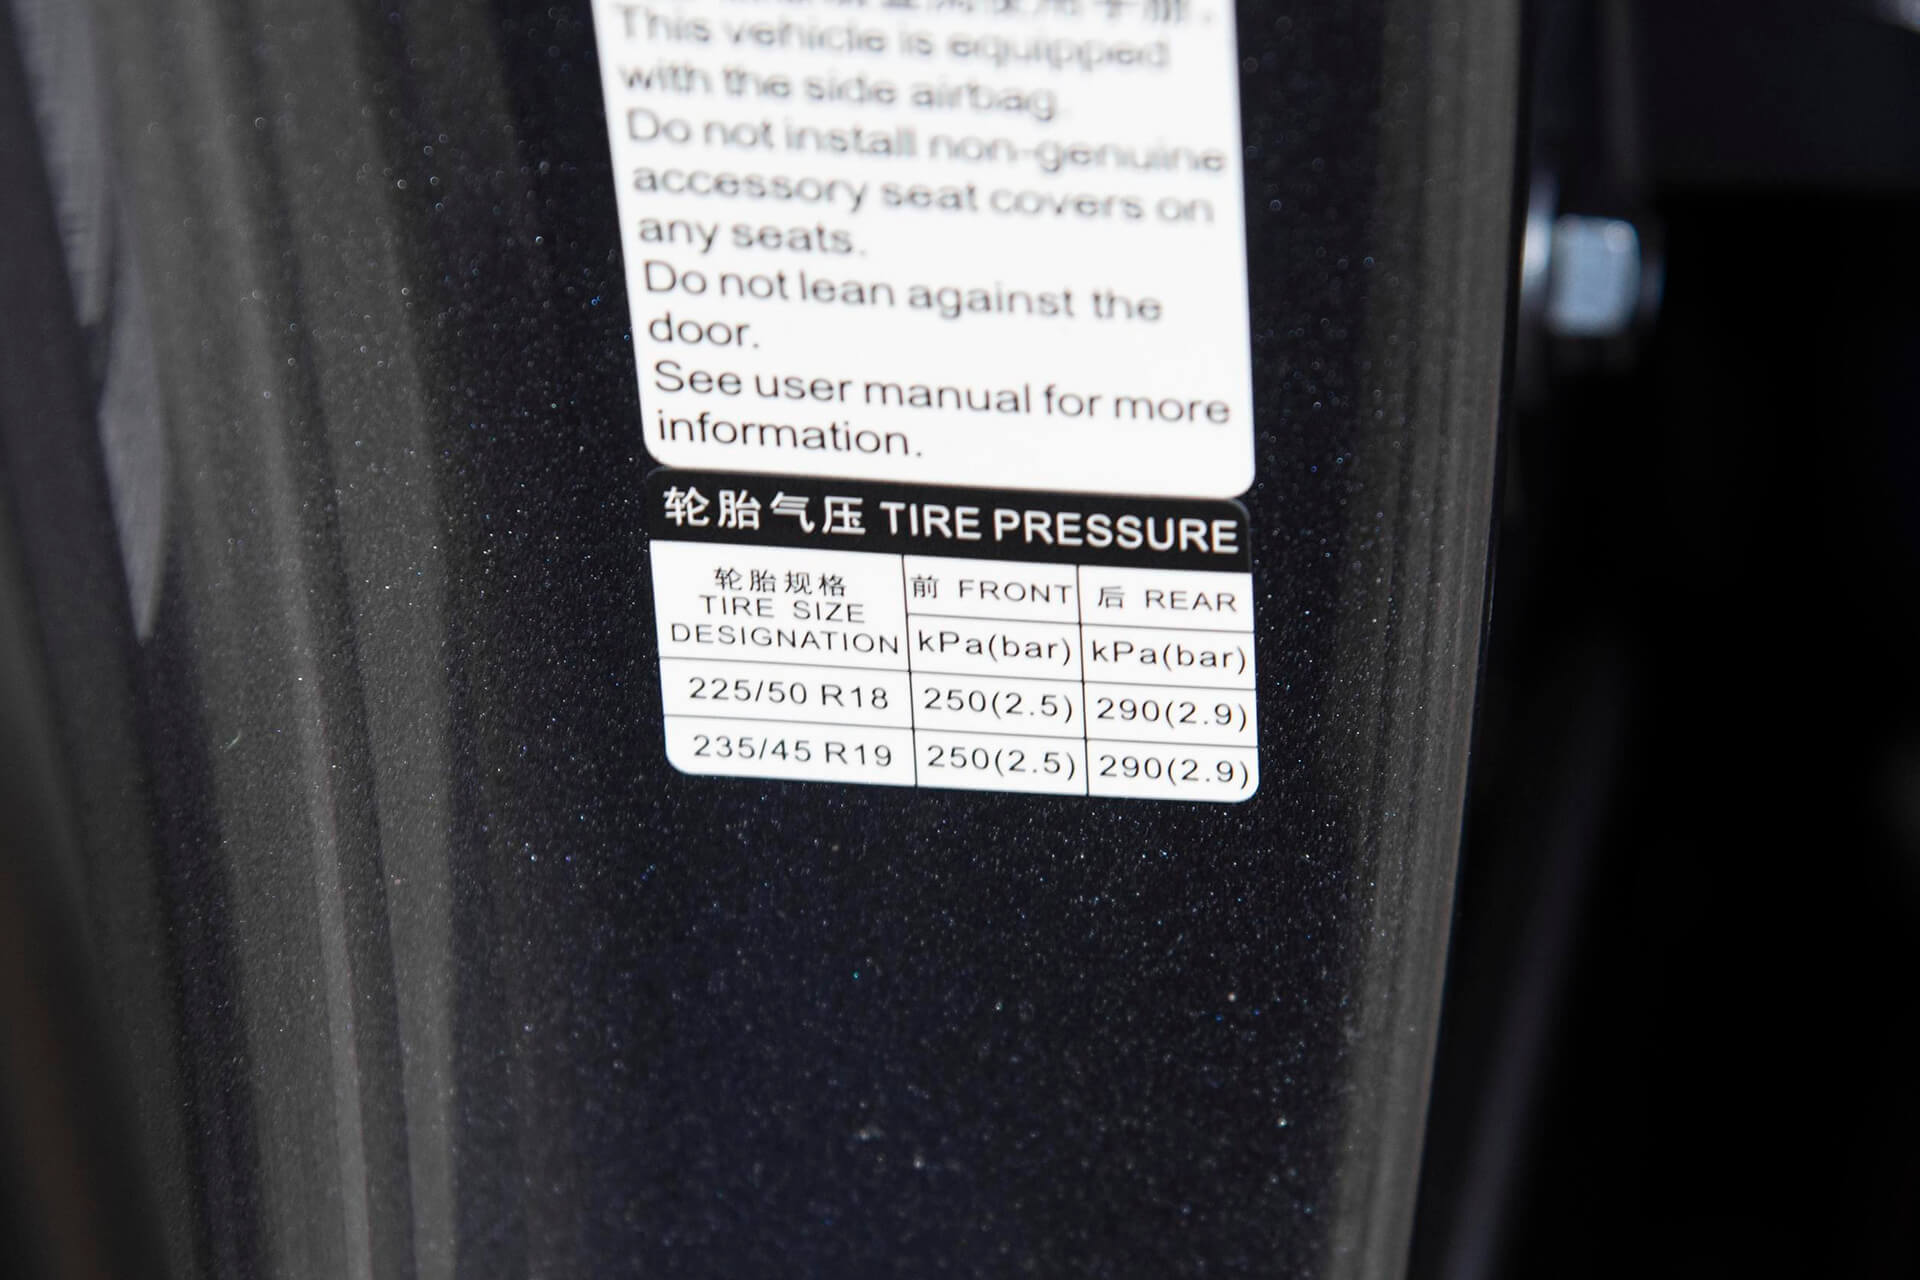 This vehicle is equipped
with the side airbag.
Do not install non-genuine
accessory seat covers on
any seats.
Do not lean against the
door.
See user manual for more
information.
轮胎气压 TIRE PRESSURE
轮胎规格
TIRE SIZE
DESIGNATION
前 FRONT
后 REAR
kPa(bar)
kPa(bar)
225/50 R18 250(2.5) 290(2.9)
235/45 R19 250(2.5) 290(2.9)